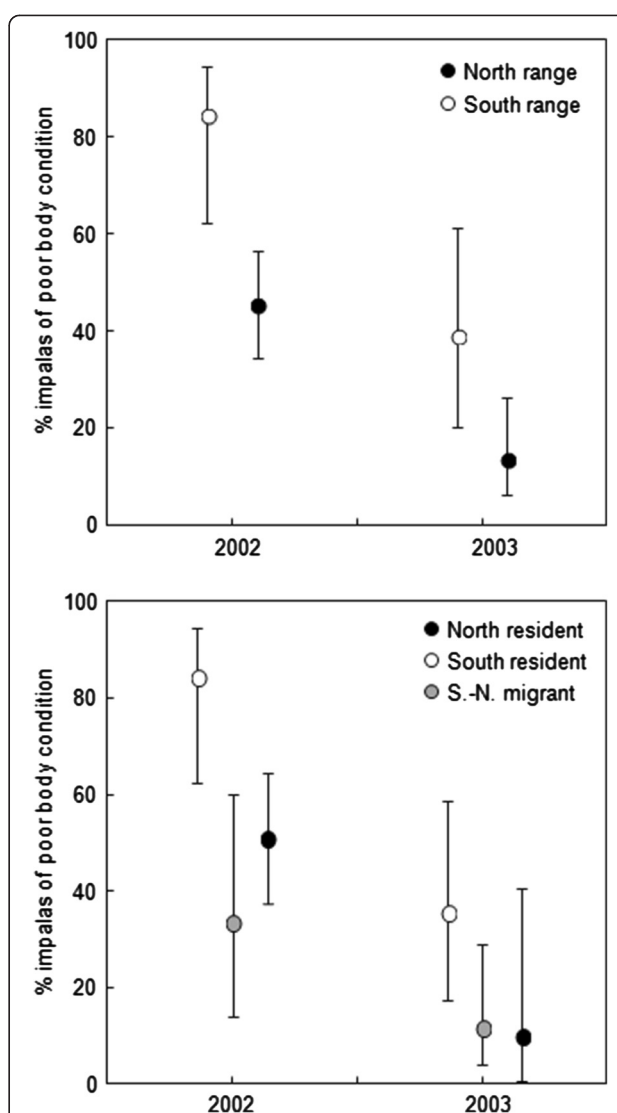 100
80
60
40
20
0
% impalas of poor body condition
North range
South range
2002
2003
100
80
60
40
20
0
% impalas of poor body condition
North resident
South resident
S.-N. migrant
2002
2003